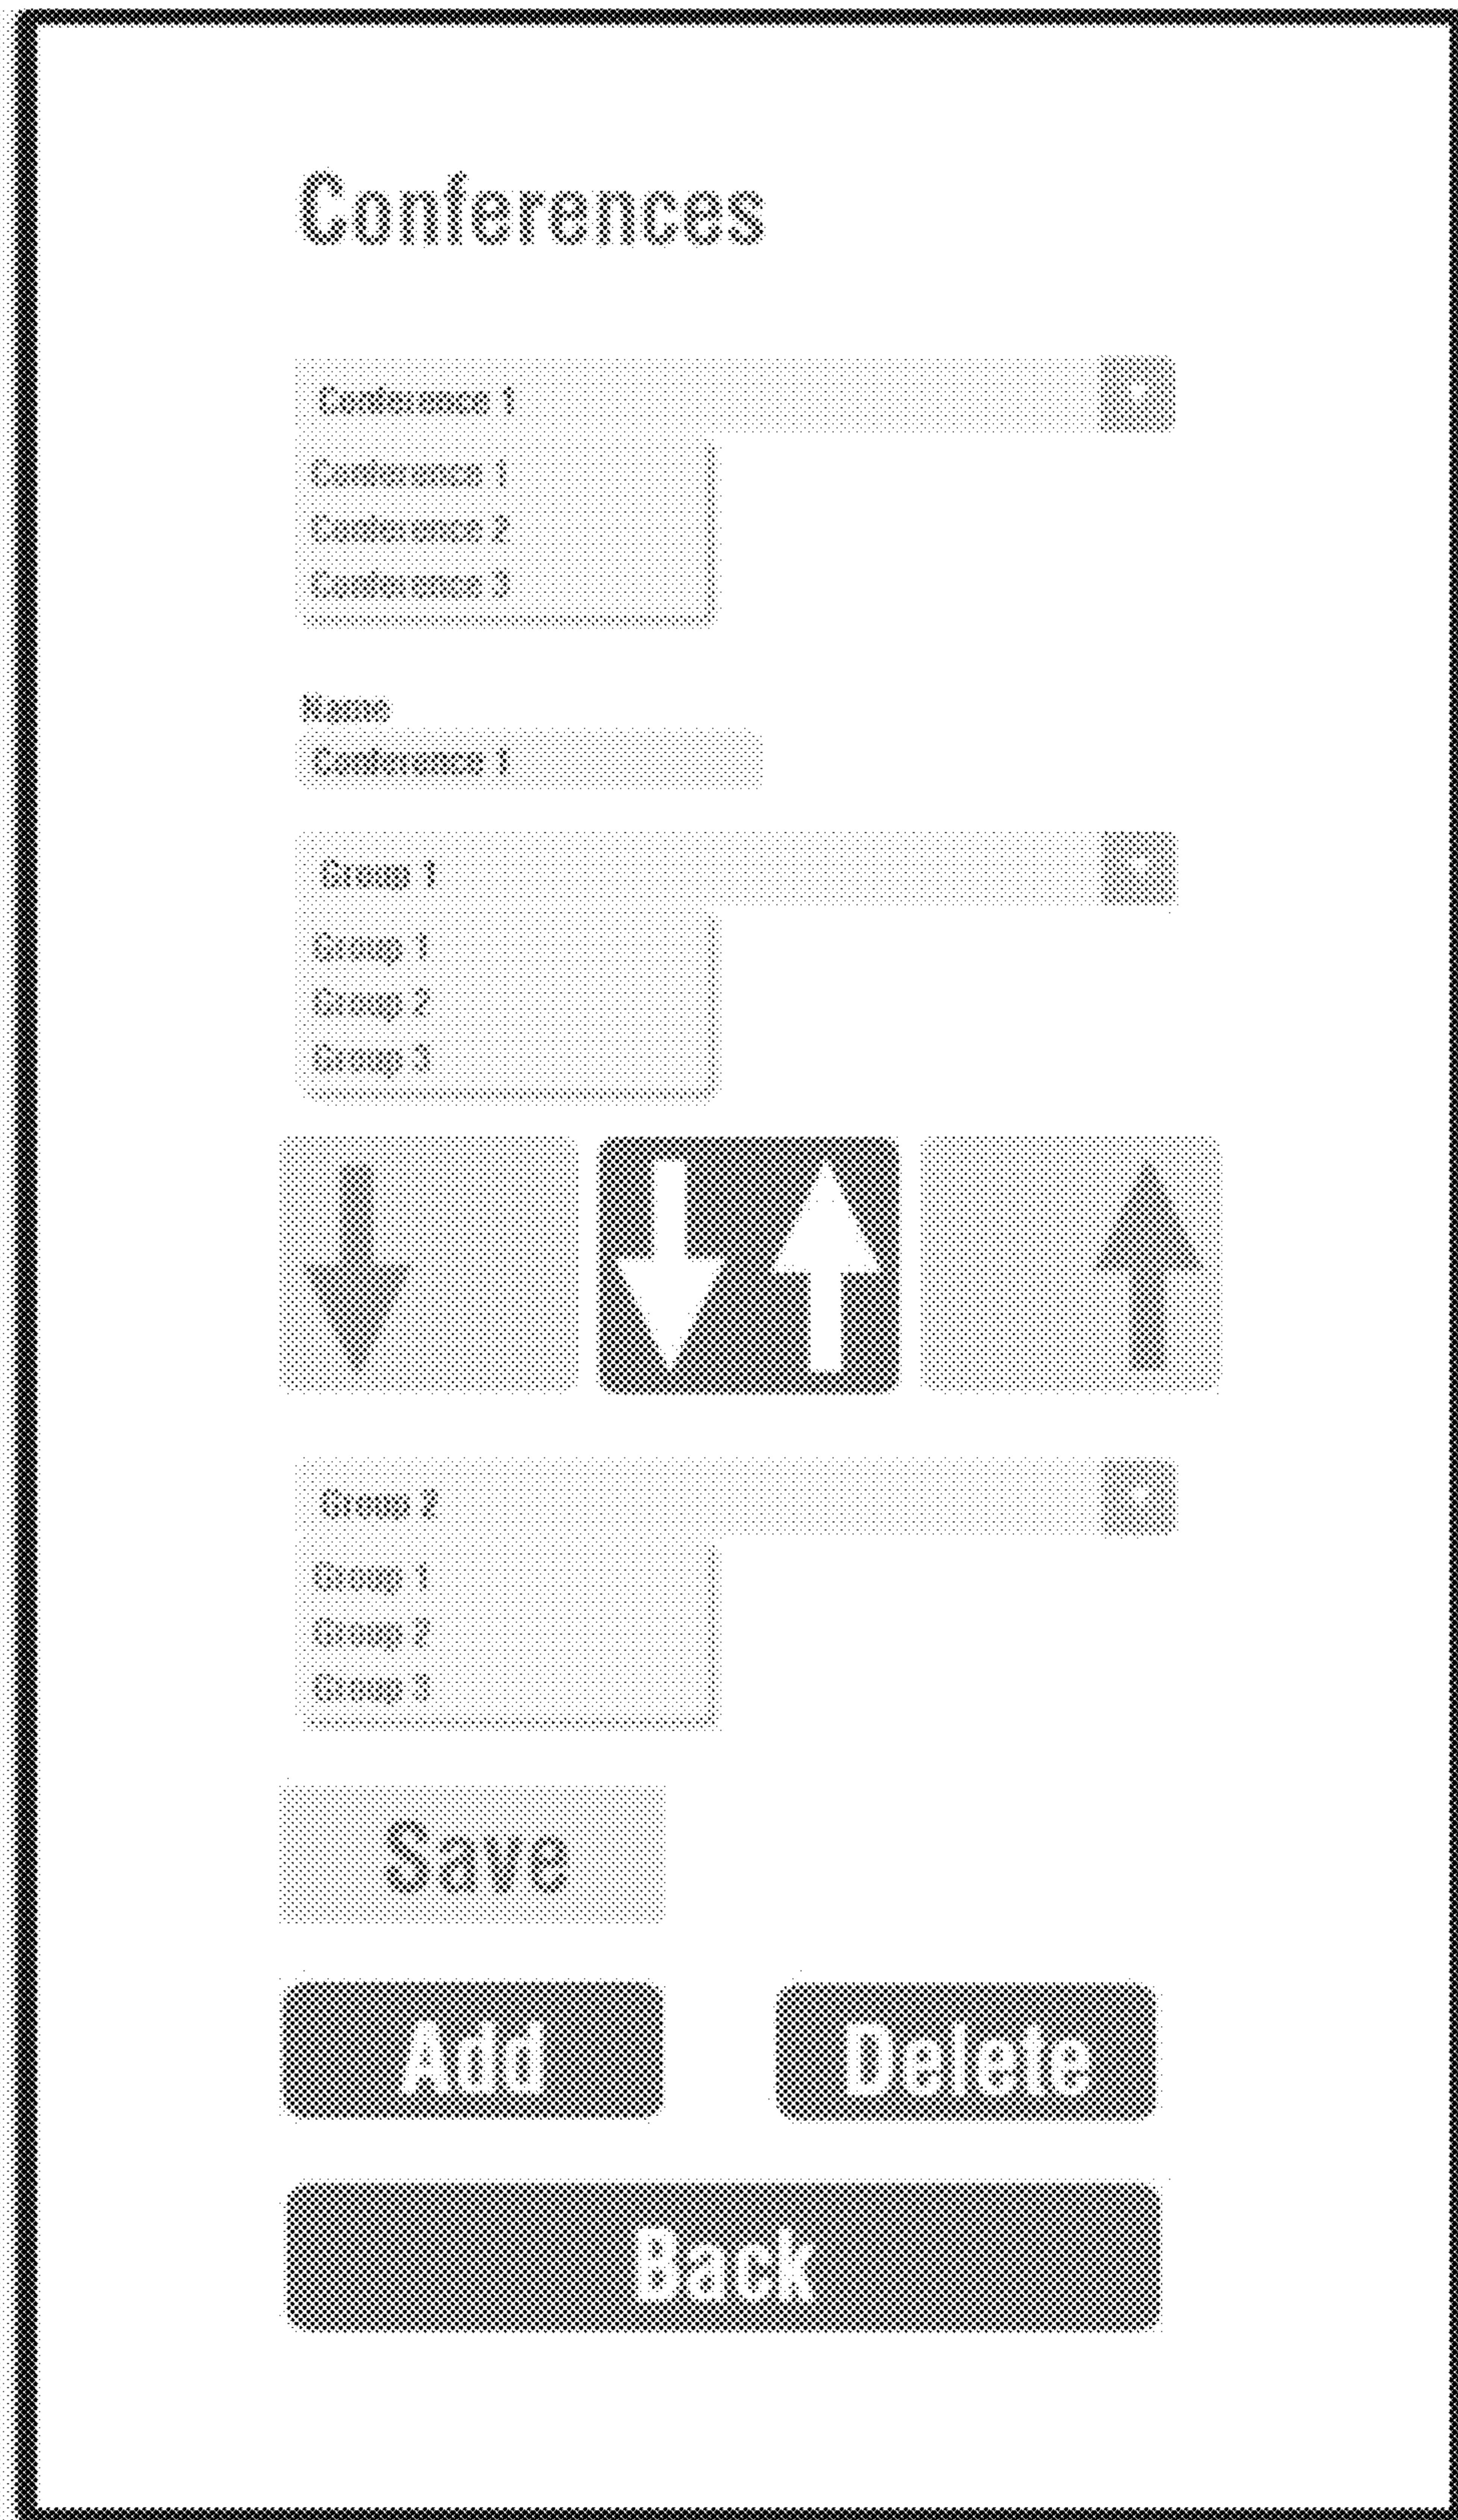 Conferences
Conference 1
Conference 1
Conference 2
Conference 3
Name
Conference 1
Group 1
Group 1
Group 2
Group 3
Group 2
Group 1
Group 2
Group 3
Save
Add Delete
Back